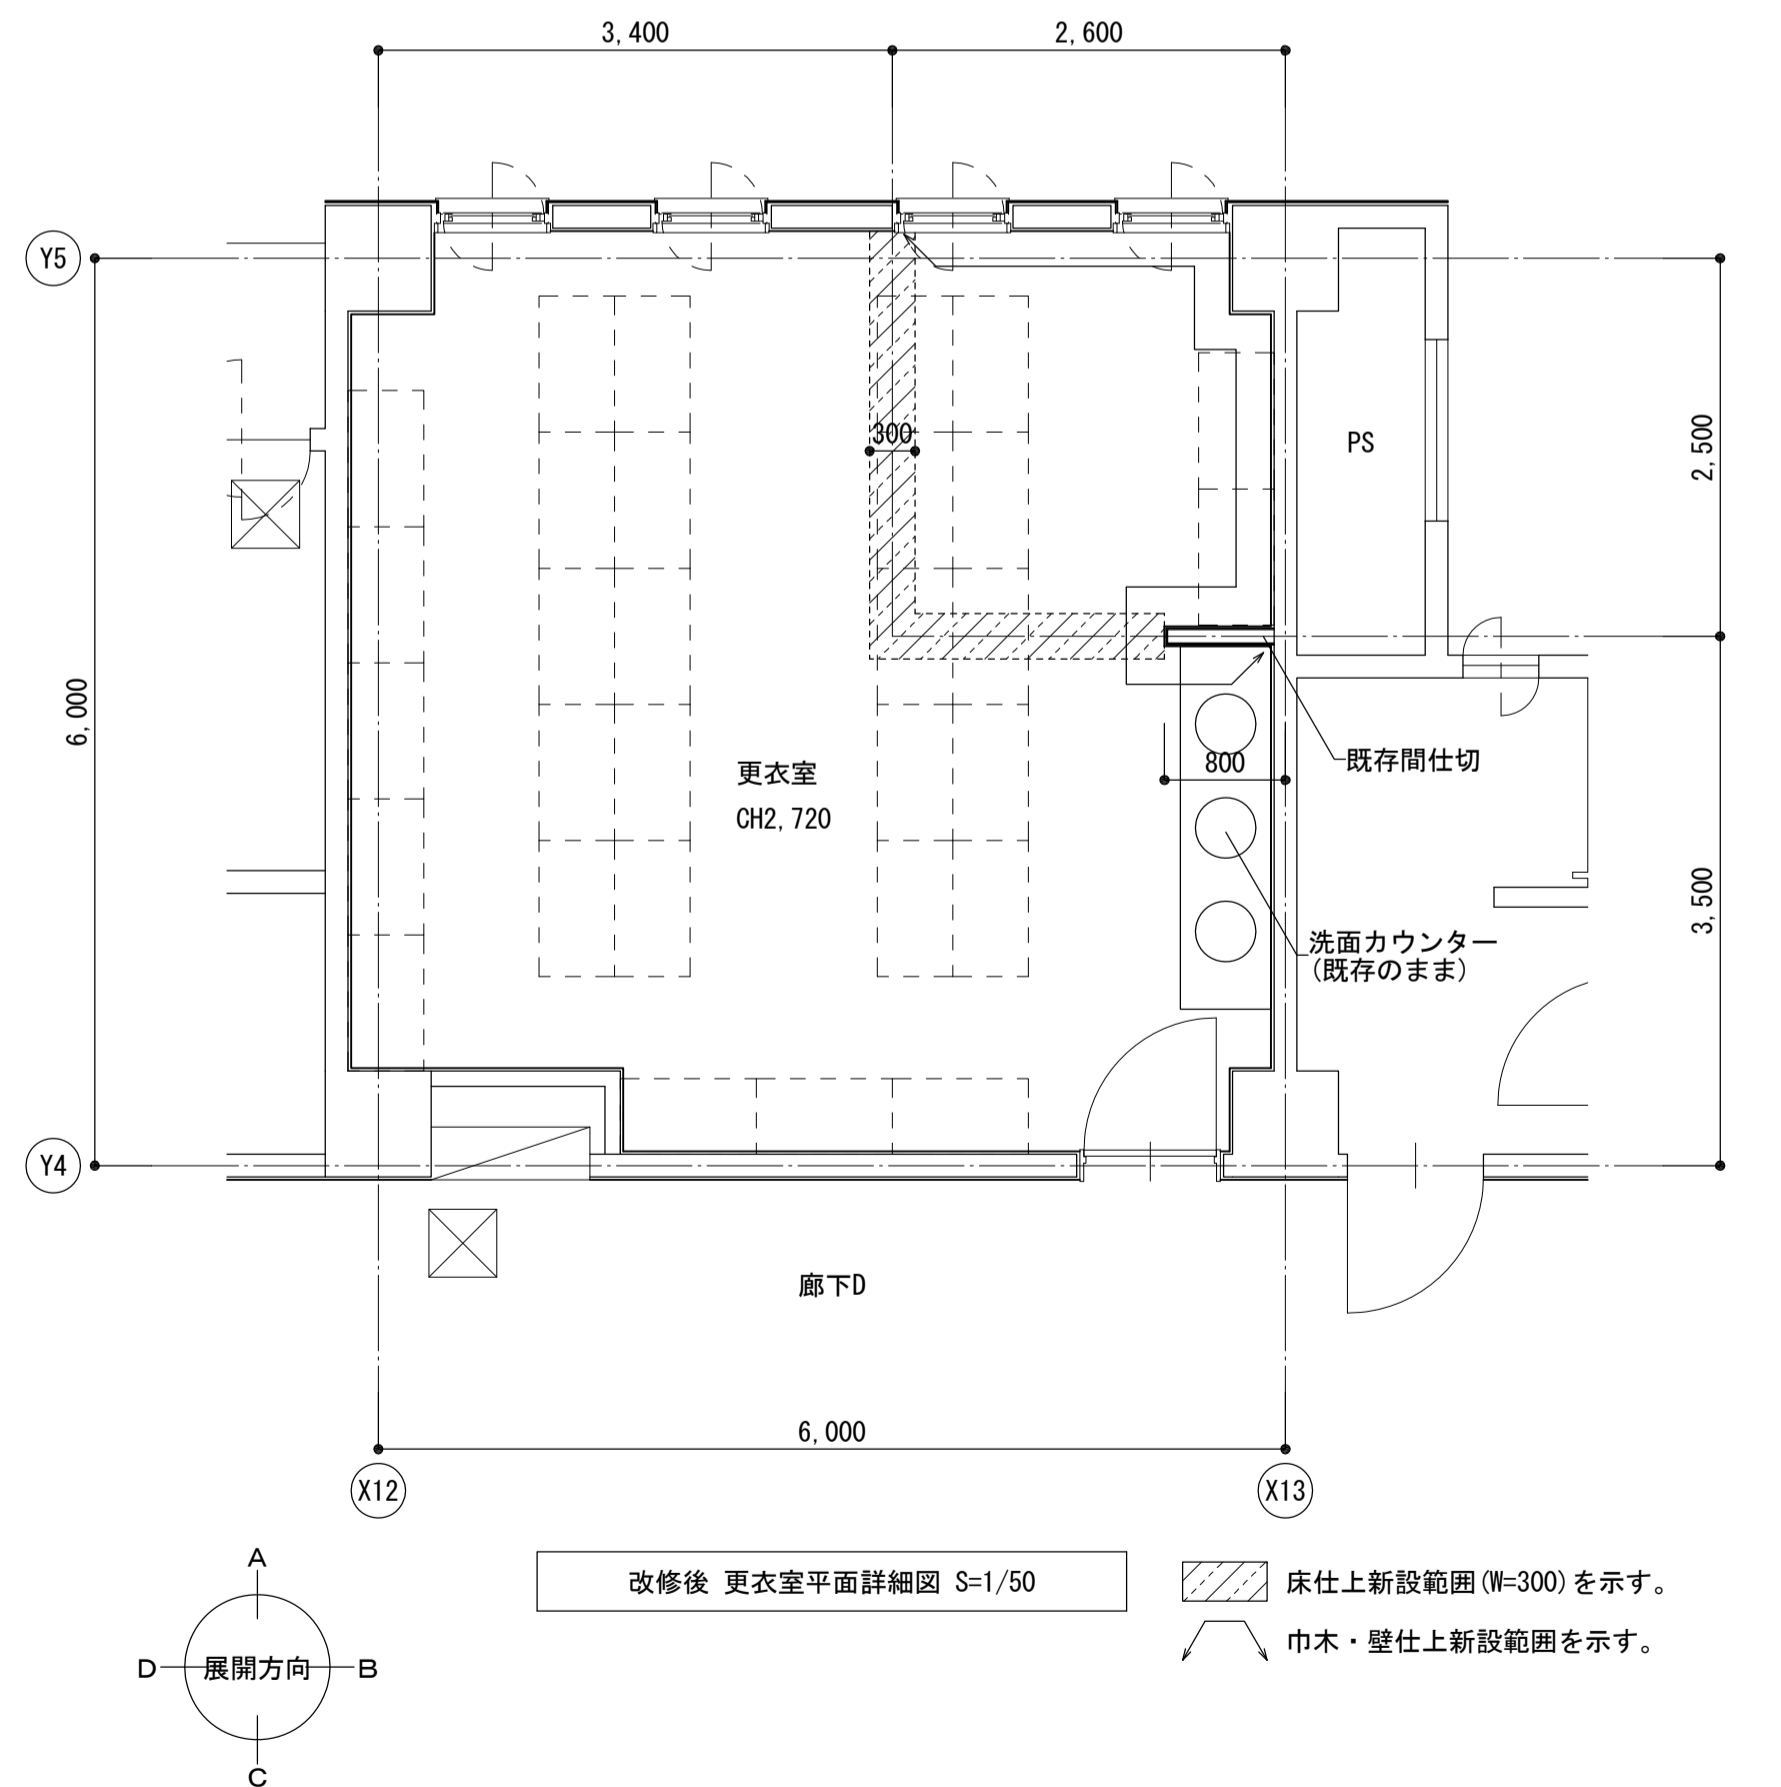 3,400
2,600
Y5
300
PS
2,500
6,000
既存間仕切
更衣室
800
CH2,720
洗面カウンター
(既存のまま)
3,500
Y4
廊下D
6,000
X12
X13
A
改修後 更衣室平面詳細図 S=1/50
床仕上新設範囲(W=300)を示す。
巾木・壁仕上新設範囲を示す。
D
展開方向
B
C